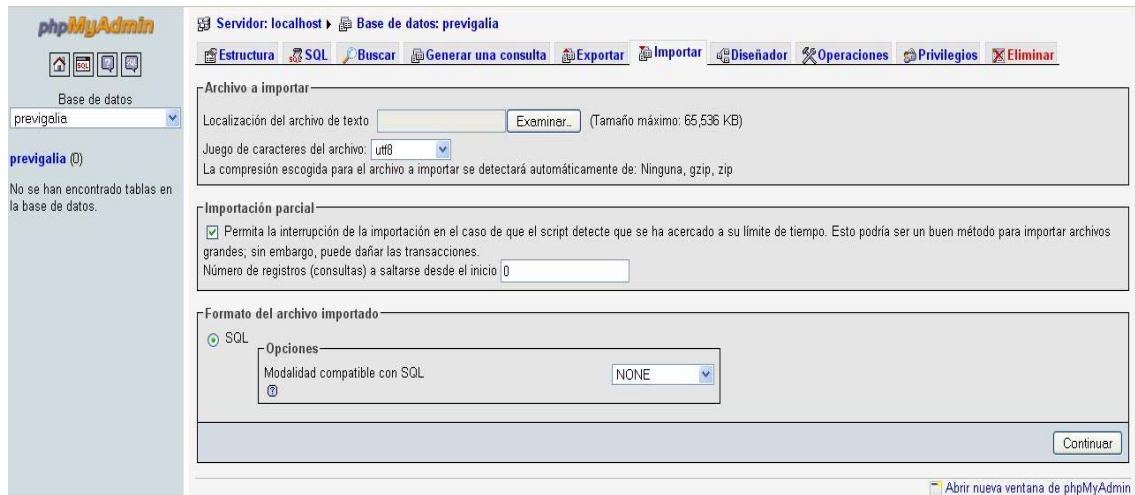 phpMyAdmin
Base de datos
previgalia
previgalia (0)
No se han encontrado tablas en
la base de datos.
Servidor: localhost ▸ Base de datos: previgalia
Estructura SQL Buscar Generar una consulta Exportar Importar Diseñador Operaciones Privilegios Eliminar
Archivo a importar
Localización del archivo de texto Examinar... (Tamaño máximo: 65,536 KB)
Juego de caracteres del archivo: utf8
La compresión escogida para el archivo a importar se detectará automáticamente de: Ninguna, gzip, zip
Importación parcial
Permita la interrupción de la importación en el caso de que el script detecte que se ha acercado a su límite de tiempo. Esto podría ser un buen método para importar archivos
grandes; sin embargo, puede dañar las transacciones.
Número de registros (consultas) a saltarse desde el inicio 0
Formato del archivo importado
SQL
Opciones
Modalidad compatible con SQL NONE
Continuar
Abrir nueva ventana de phpMyAdmin